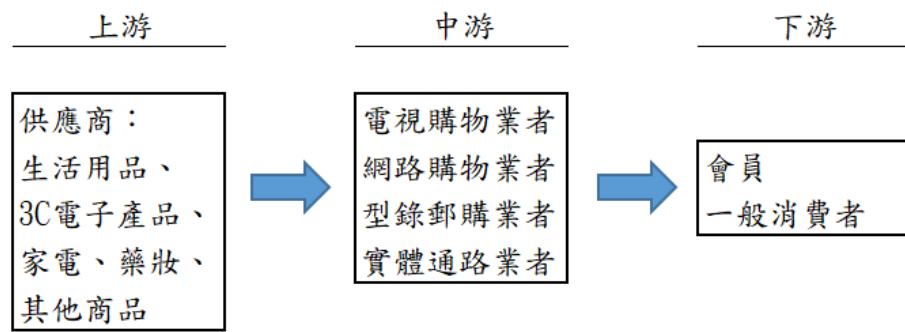 上游
中游
下游
供應商：
生活用品、
3C電子產品、
家電、藥妝、
其他商品
電視購物業者
網路購物業者
型錄郵購業者
實體通路業者
會員
一般消費者